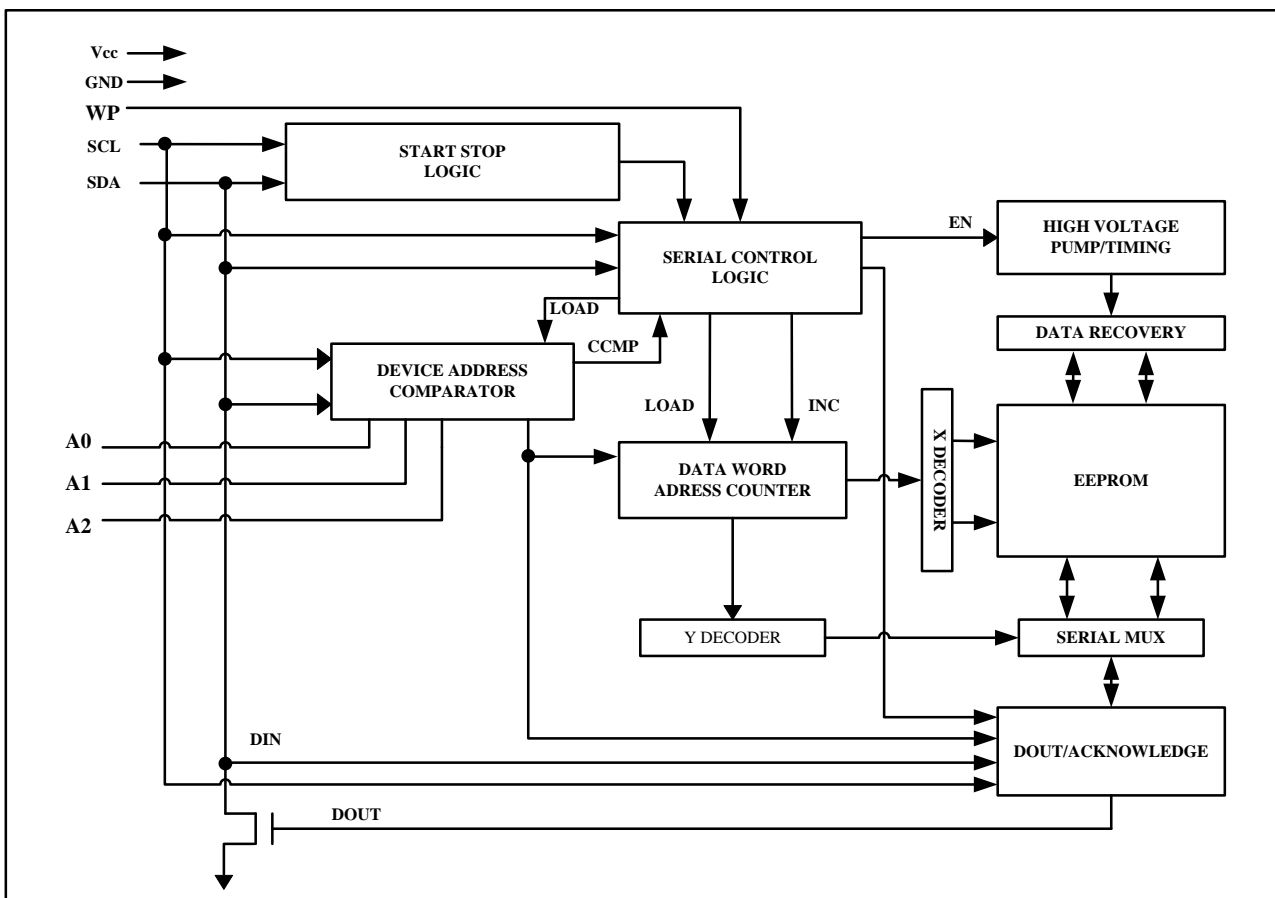 Vcc
GND
WP
SCL
SDA
START STOP
LOGIC
SERIAL CONTROL
LOGIC
EN
HIGH VOLTAGE
PUMP/TIMING
DATA RECOVERY
LOAD
CCMP
DEVICE ADDRESS
COMPARATOR
LOAD
INC
A0
A1
A2
DATA WORD
ADRESS COUNTER
X DECODER
EEPROM
Y DECODER
SERIAL MUX
DIN
DOUT/ACKNOWLEDGE
DOUT